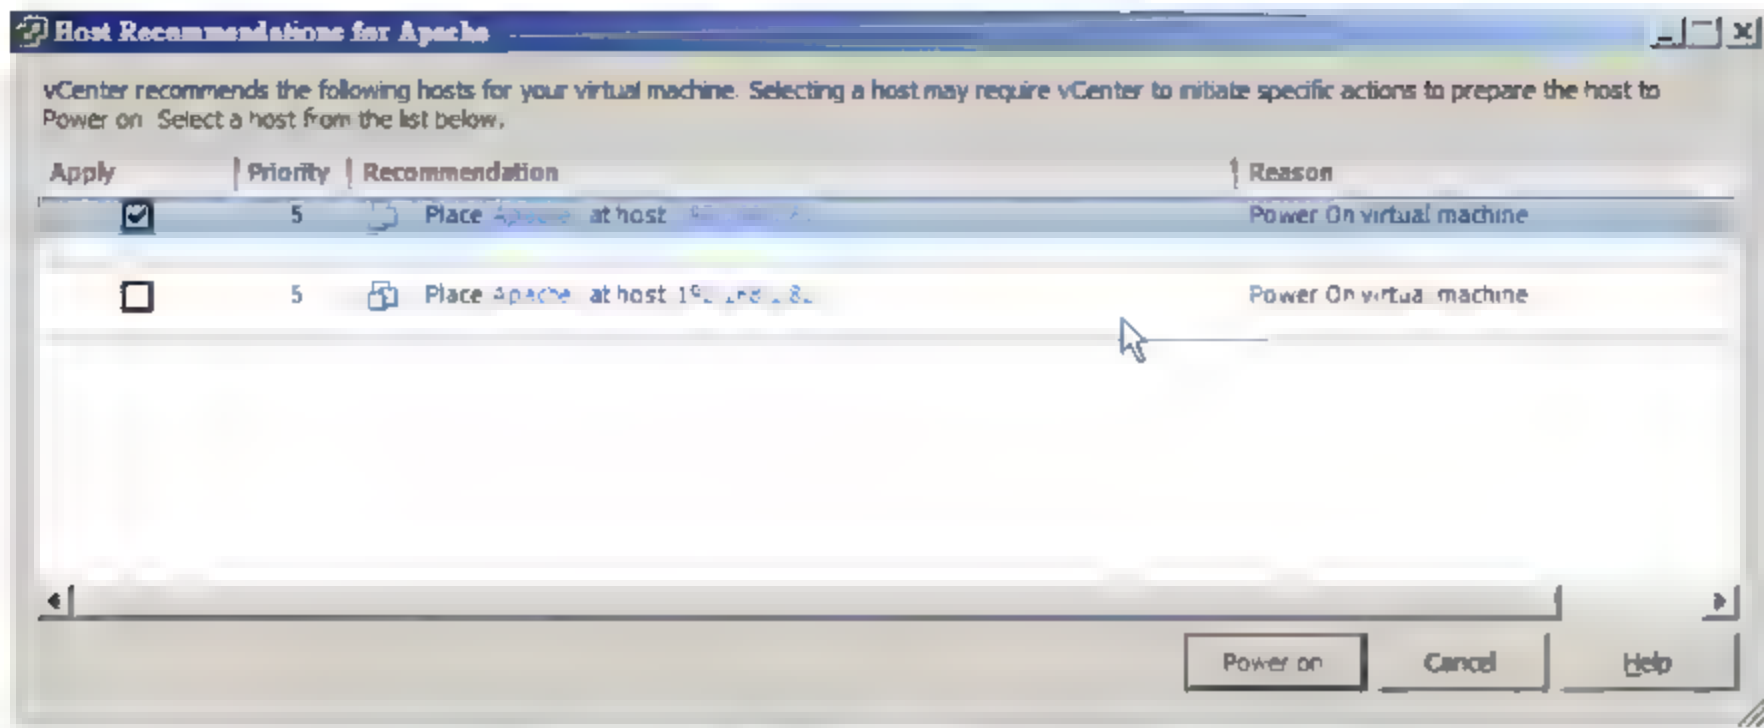 Host Recommendations for Apache
vCenter recommends the following hosts for your virtual machine. Selecting a host may require vCenter to initiate specific actions to prepare the host to
Power on. Select a host from the list below.
Apply Priority Recommendation Reason
5 Place Apache at host Power On virtual machine
5 Place Apache at host Power On virtual machine
Power on Cancel Help